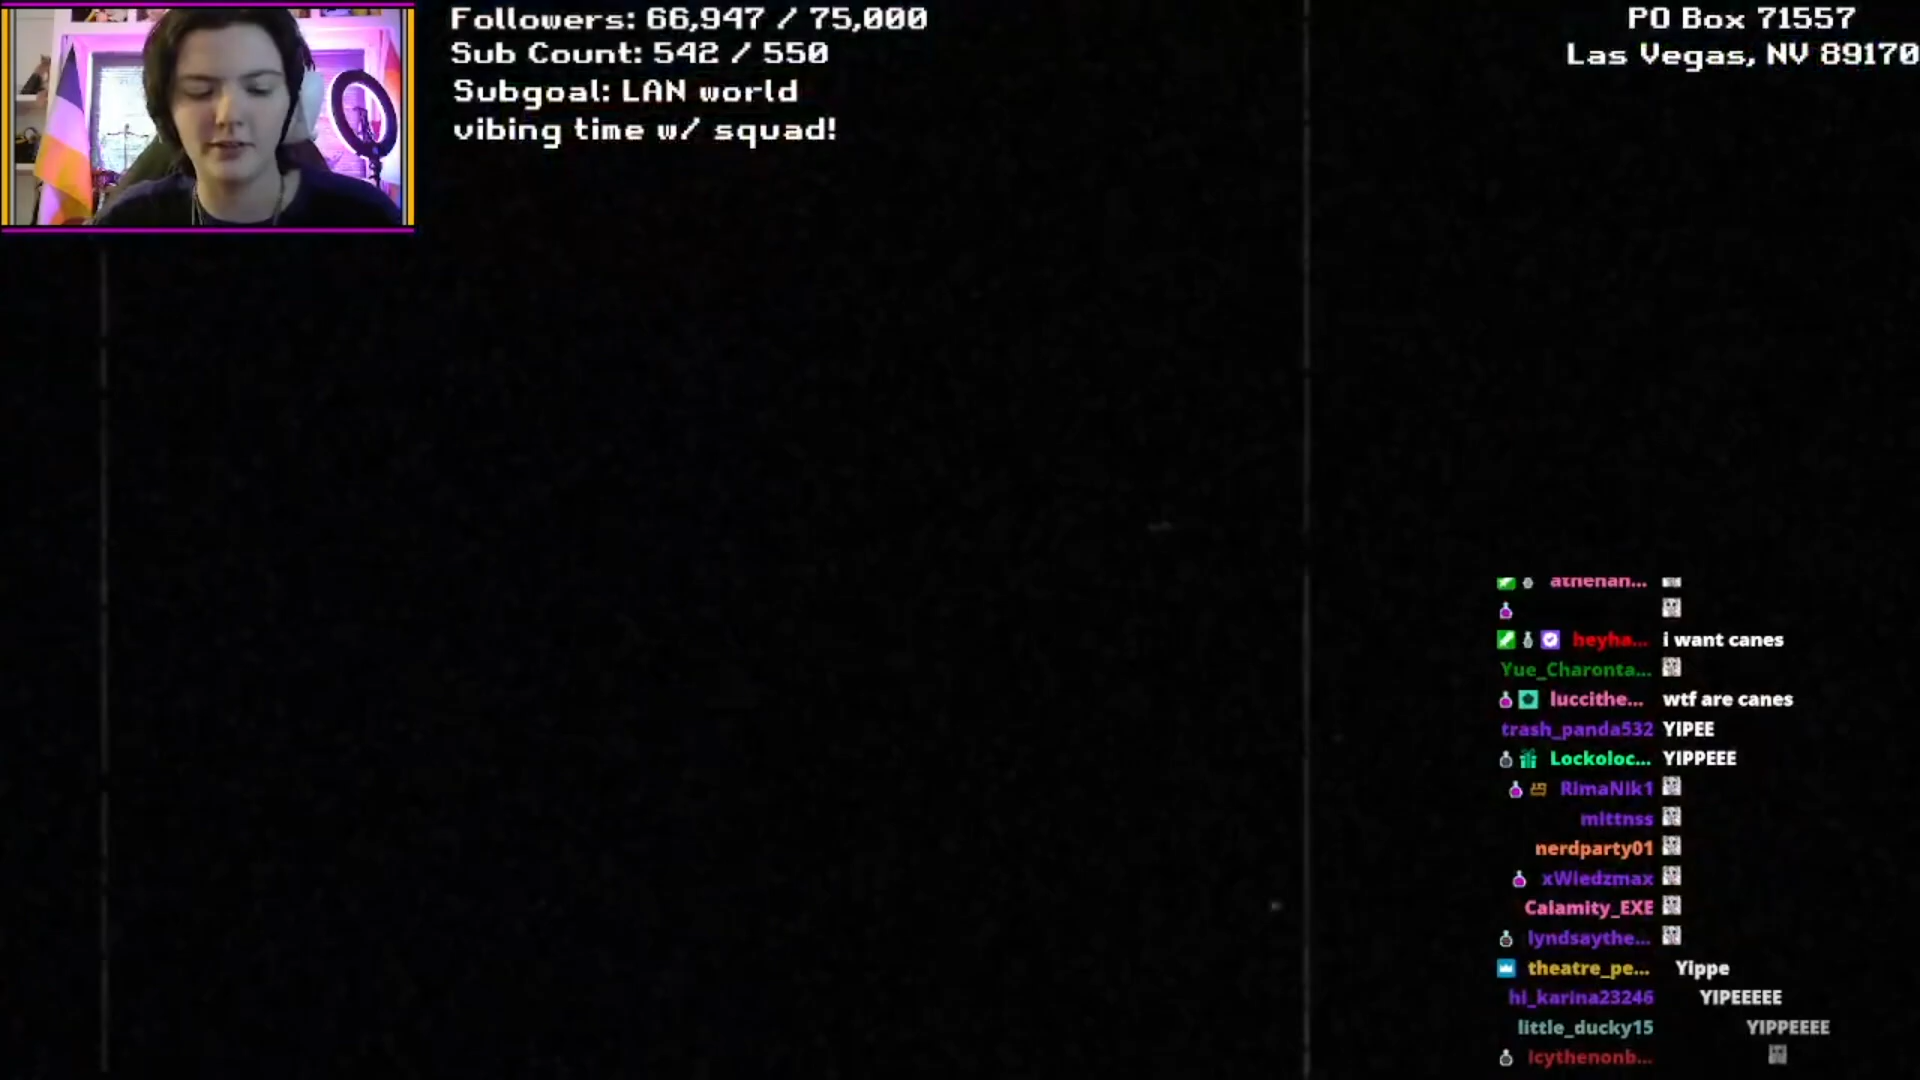 Followers: 66,947 / 75,000
Sub Count: 542 / 550
Subgoal: LAN world
vibing time w/ squad!
PO Box 71557
Las Vegas, NV 89170
athenan...
heyha... i want canes
Yue_Charonta...
luccithe... wtf are canes
trash_panda532 YIPEE
Lockoloc... YIPPEEE
RimaNik1
mittnss
nerdparty01
xWiedzmax
Calamity_EXE
lyndsaythe...
theatre_pe... Yippe
hi_karina23246 YIPEEEEE
little_ducky15 YIPPEEEE
icythenonb...